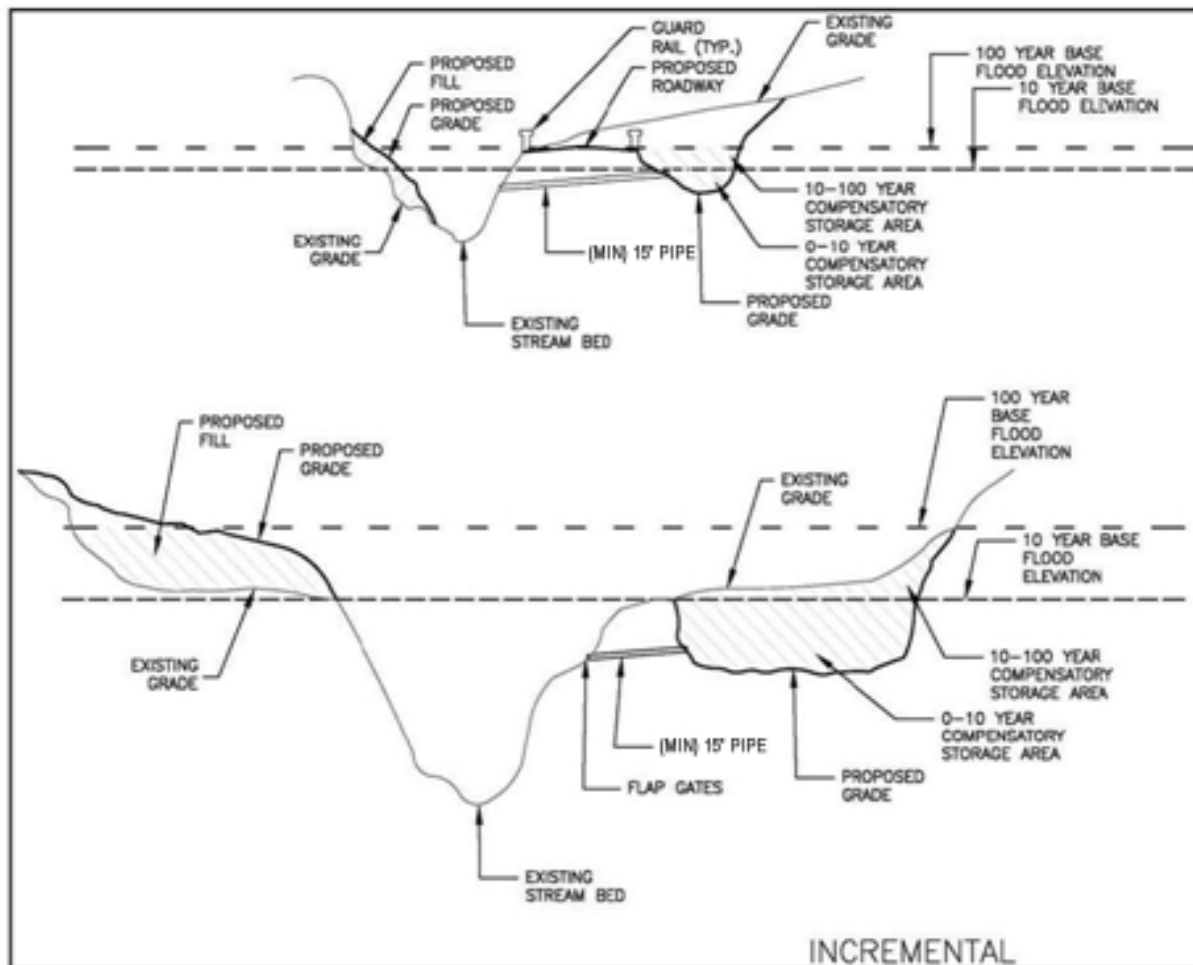 GUARD
RAIL (TYP.)
EXISTING
GRADE
PROPOSED
FILL
PROPOSED
ROADWAY
100 YEAR BASE
FLOOD ELEVATION
10 YEAR BASE
FLOOD ELEVATION
PROPOSED
GRADE
10-100 YEAR
COMPENSATORY
STORAGE AREA
EXISTING
GRADE
(MIN) 15" PIPE
0-10 YEAR
COMPENSATORY
STORAGE AREA
PROPOSED
GRADE
EXISTING
STREAM BED
100 YEAR
BASE
FLOOD
ELEVATION
PROPOSED
FILL
PROPOSED
GRADE
EXISTING
GRADE
10 YEAR BASE
FLOOD
ELEVATION
EXISTING
GRADE
10-100 YEAR
COMPENSATORY
STORAGE AREA
0-10 YEAR
COMPENSATORY
STORAGE AREA
(MIN) 15" PIPE
FLAP GATES
PROPOSED
GRADE
EXISTING
STREAM BED
INCREMENTAL